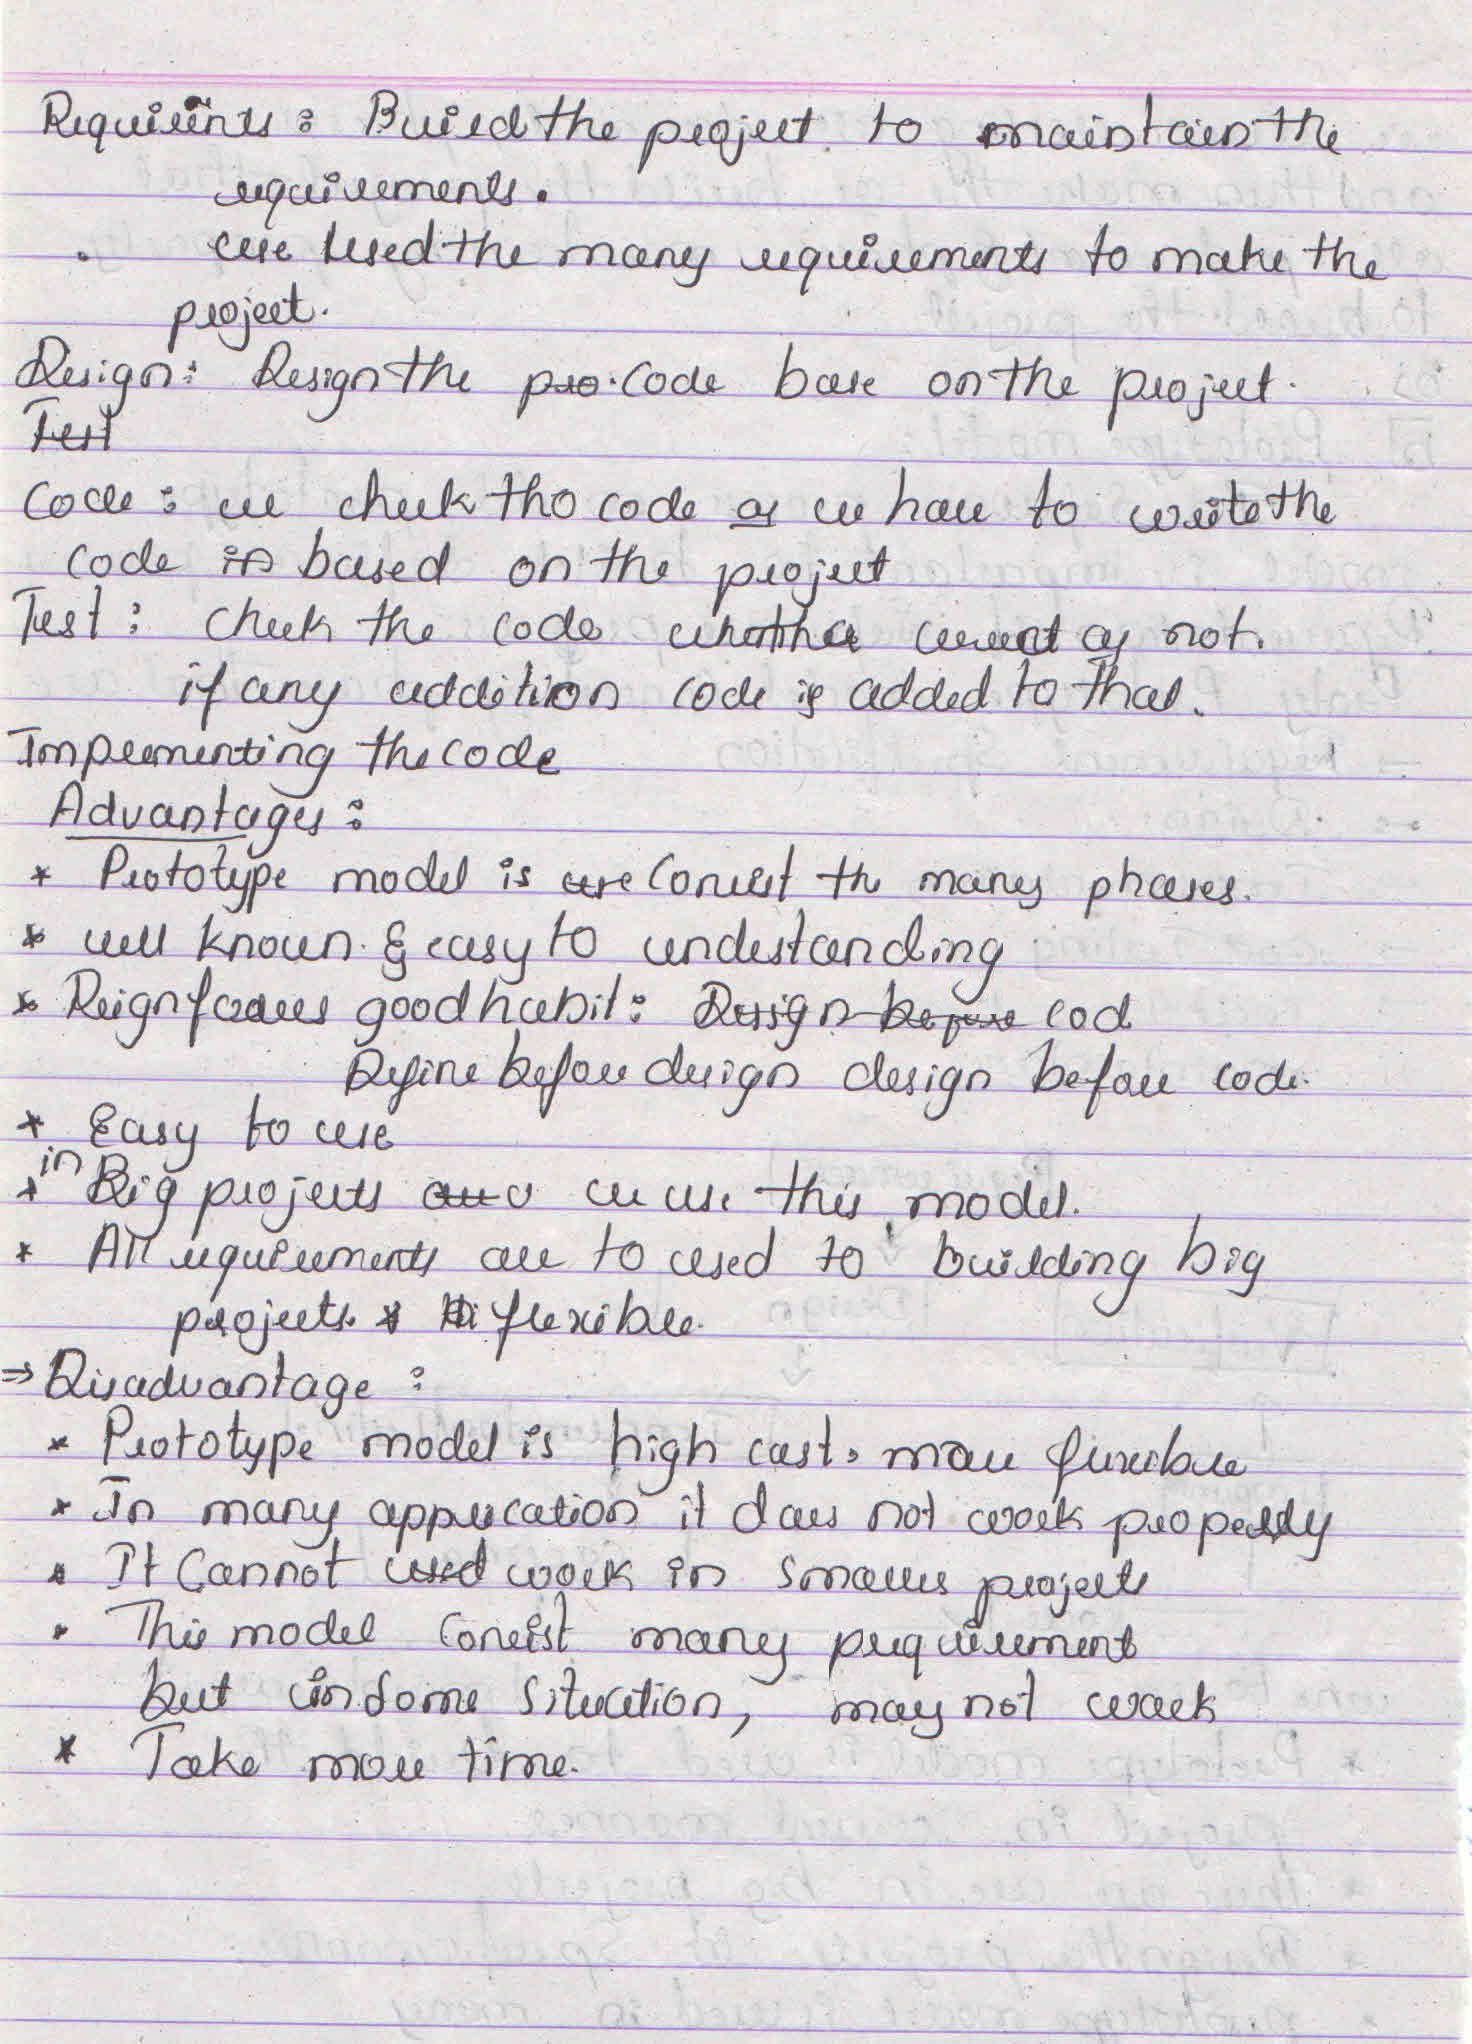 Requirients : Build the project to maintain the
requirements.
. we used the many requirements to make the
project.
Design : Design the pro. code base on the project.
Test
Code : we check the code or we have to write the
code in based on the project
Test : check the code whether correct or not.
if any addition code is added to that.
Implementing the code
Advantages :
* Prototype model is are Consist the many phases.
* well known & easy to understanding
* Reignforces good habit : Design before cod
Define before design design before code.
* Easy to use
* in Big projects we use this model.
* All requirements are to used to building big
projects. * flexible.
⇒ Disadvantage :
* Prototype model is high cast. more flexible
* In many application it does not work properly
* It Cannot used work in smaller projects
* This model Consist many requirement
but in some situation, may not work
* Take more time.